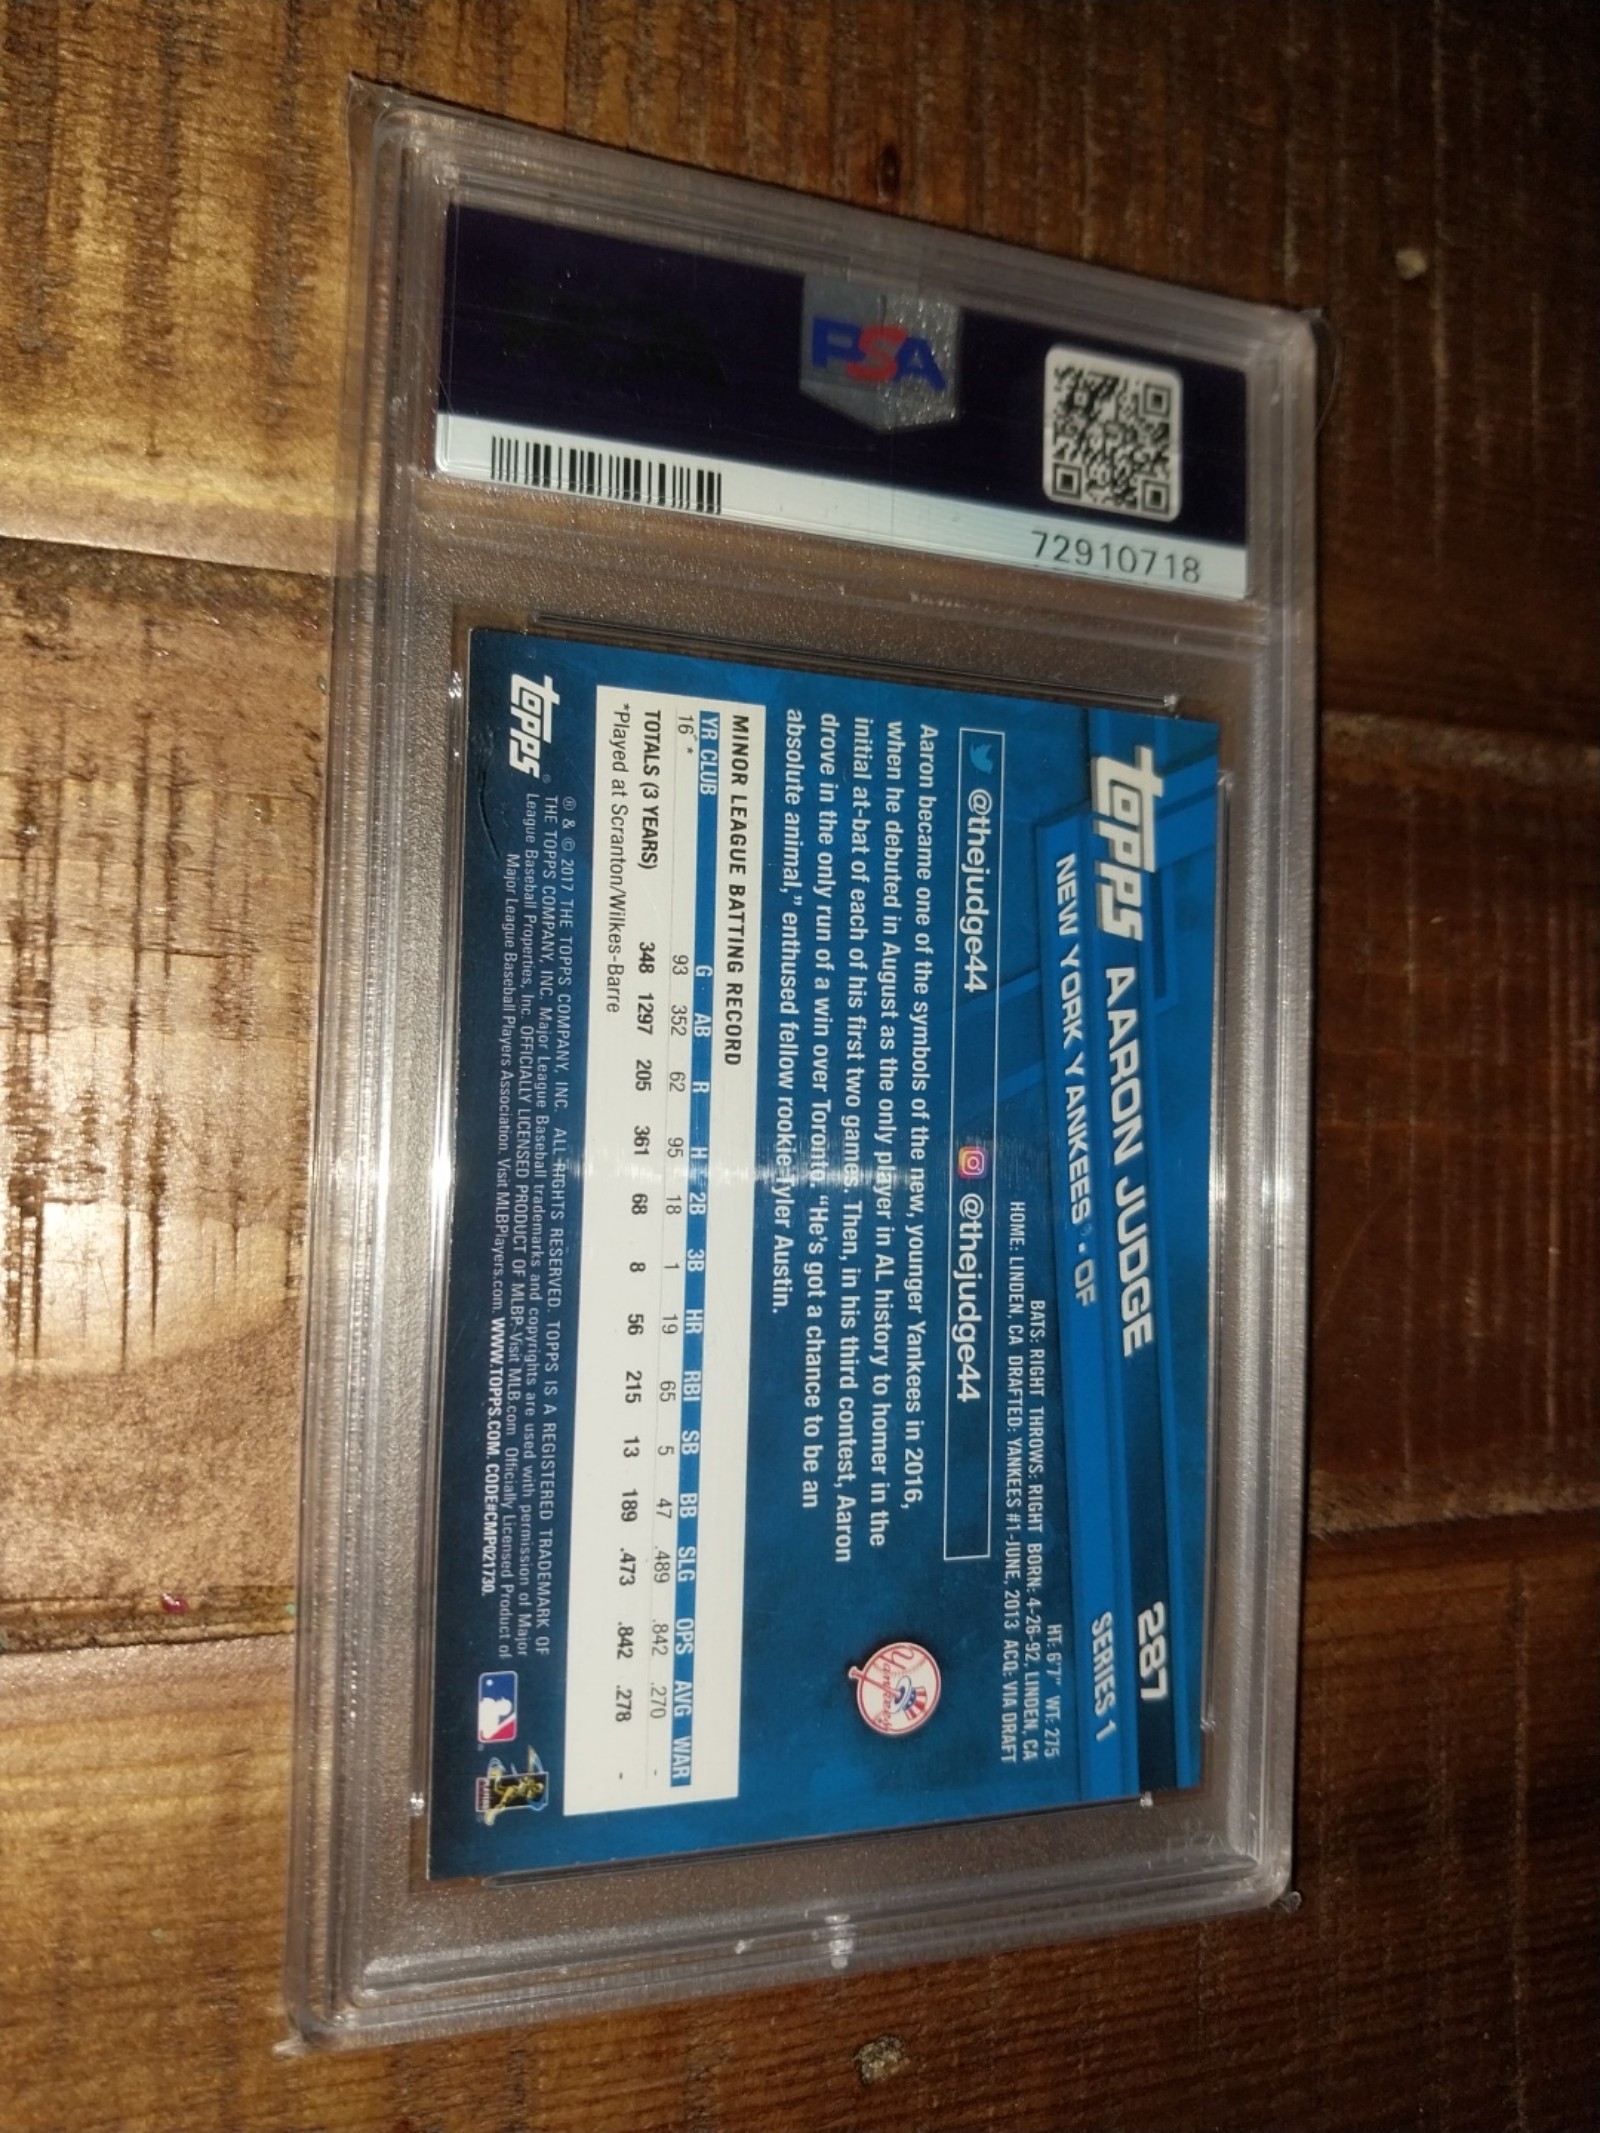 PSA
72910718
topps AARON JUDGE 287
NEW YORK YANKEES® • OF SERIES 1
HT: 6'7" WT: 275
BATS: RIGHT THROWS: RIGHT BORN: 4-26-92, LINDEN, CA
HOME: LINDEN, CA DRAFTED: YANKEES #1-JUNE, 2013 ACQ: VIA DRAFT
@thejudge44 @thejudge44
Aaron became one of the symbols of the new, younger Yankees in 2016,
when he debuted in August as the only player in AL history to homer in the
initial at-bat of each of his first two games. Then, in his third contest, Aaron
drove in the only run of a win over Toronto. “He's got a chance to be an
absolute animal,” enthused fellow rookie Tyler Austin.
Yankees
MINOR LEAGUE BATTING RECORD
YR CLUB G AB R H 2B 3B HR RBI SB BB SLG OPS AVG WAR
16^ * 93 352 62 95 18 1 19 65 5 47 .489 .842 .270 -
TOTALS (3 YEARS) 348 1297 205 361 68 8 56 215 13 189 .473 .842 .278 -
*Played at Scranton/Wilkes-Barre
topps®
® & © 2017 THE TOPPS COMPANY, INC. ALL RIGHTS RESERVED. TOPPS IS A REGISTERED TRADEMARK OF
THE TOPPS COMPANY, INC. Major League Baseball trademarks and copyrights are used with permission of Major
League Baseball Properties, Inc. OFFICIALLY LICENSED PRODUCT OF MLBP. Visit MLB.com Officially Licensed Product of
Major League Baseball Players Association. Visit MLBPlayers.com. WWW.TOPPS.COM. CODE#CMP021730.